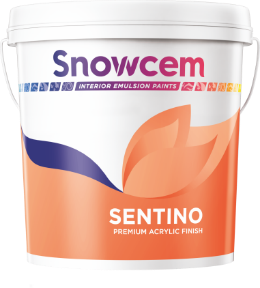 Snowcem
INTERIOR EMULSION PAINTS
SENTINO
PREMIUM ACRYLIC FINISH